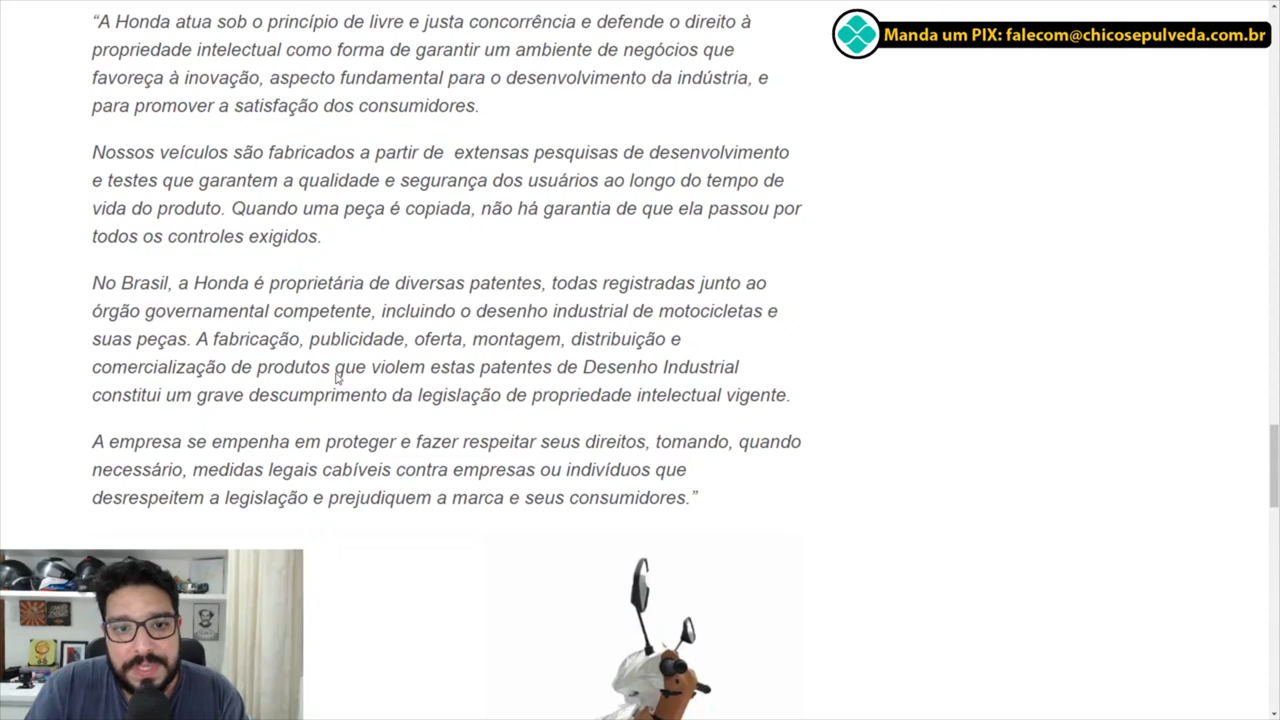 Manda um PIX: falecom@chicosepulveda.com.br
“A Honda atua sob o princípio de livre e justa concorrência e defende o direito à
propriedade intelectual como forma de garantir um ambiente de negócios que
favoreça à inovação, aspecto fundamental para o desenvolvimento da indústria, e
para promover a satisfação dos consumidores.
Nossos veículos são fabricados a partir de extensas pesquisas de desenvolvimento
e testes que garantem a qualidade e segurança dos usuários ao longo do tempo de
vida do produto. Quando uma peça é copiada, não há garantia de que ela passou por
todos os controles exigidos.
No Brasil, a Honda é proprietária de diversas patentes, todas registradas junto ao
órgão governamental competente, incluindo o desenho industrial de motocicletas e
suas peças. A fabricação, publicidade, oferta, montagem, distribuição e
comercialização de produtos que violem estas patentes de Desenho Industrial
constitui um grave descumprimento da legislação de propriedade intelectual vigente.
A empresa se empenha em proteger e fazer respeitar seus direitos, tomando, quando
necessário, medidas legais cabíveis contra empresas ou indivíduos que
desrespeitem a legislação e prejudiquem a marca e seus consumidores.”